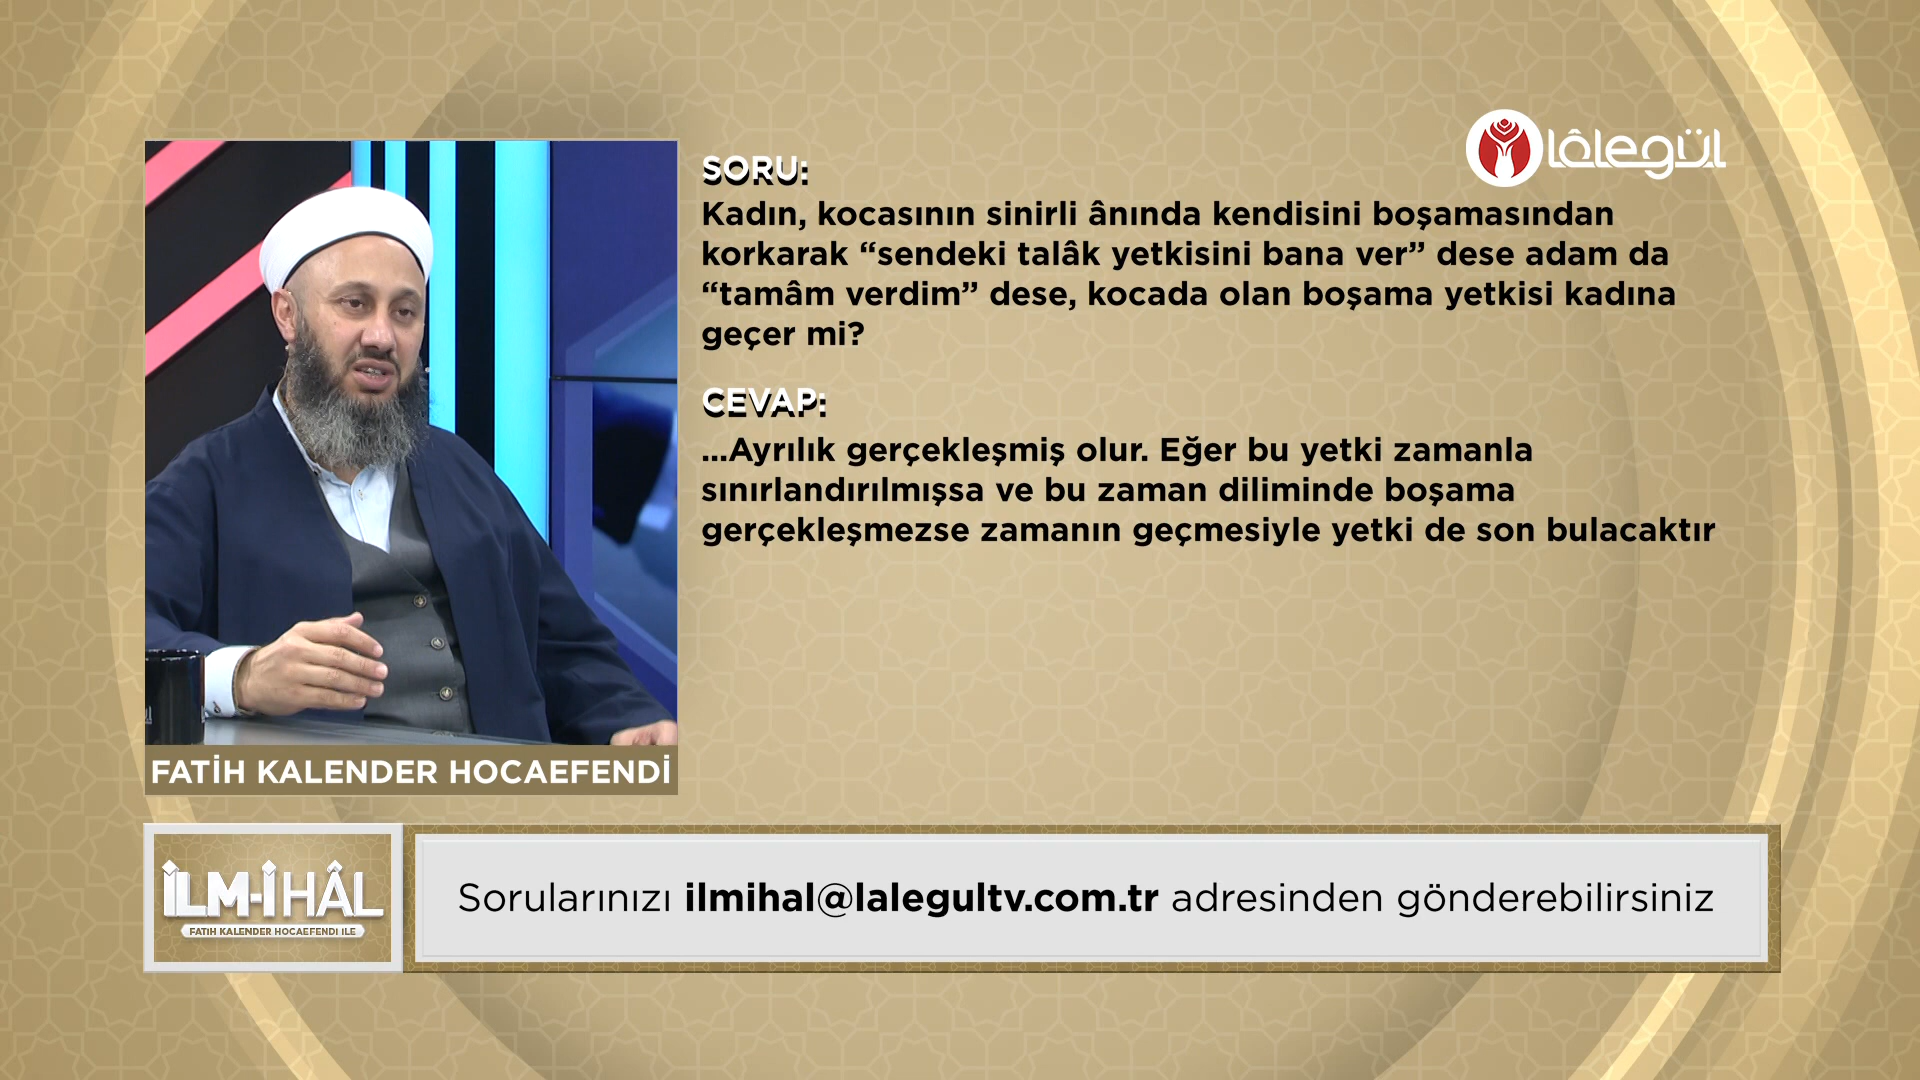 lâlegül
SORU:
Kadın, kocasının sinirli ânında kendisini boşamasından
korkarak “sendeki talâk yetkisini bana ver” dese adam da
“tamâm verdim” dese, kocada olan boşama yetkisi kadına
geçer mi?
CEVAP:
...Ayrılık gerçekleşmiş olur. Eğer bu yetki zamanla
sınırlandırılmışsa ve bu zaman diliminde boşama
gerçekleşmezse zamanın geçmesiyle yetki de son bulacaktır
FATİH KALENDER HOCAEFENDİ
İLM-İ HÂL
FATIH KALENDER HOCAEFENDI ILE
Sorularınızı ilmihal@lalegultv.com.tr adresinden gönderebilirsiniz